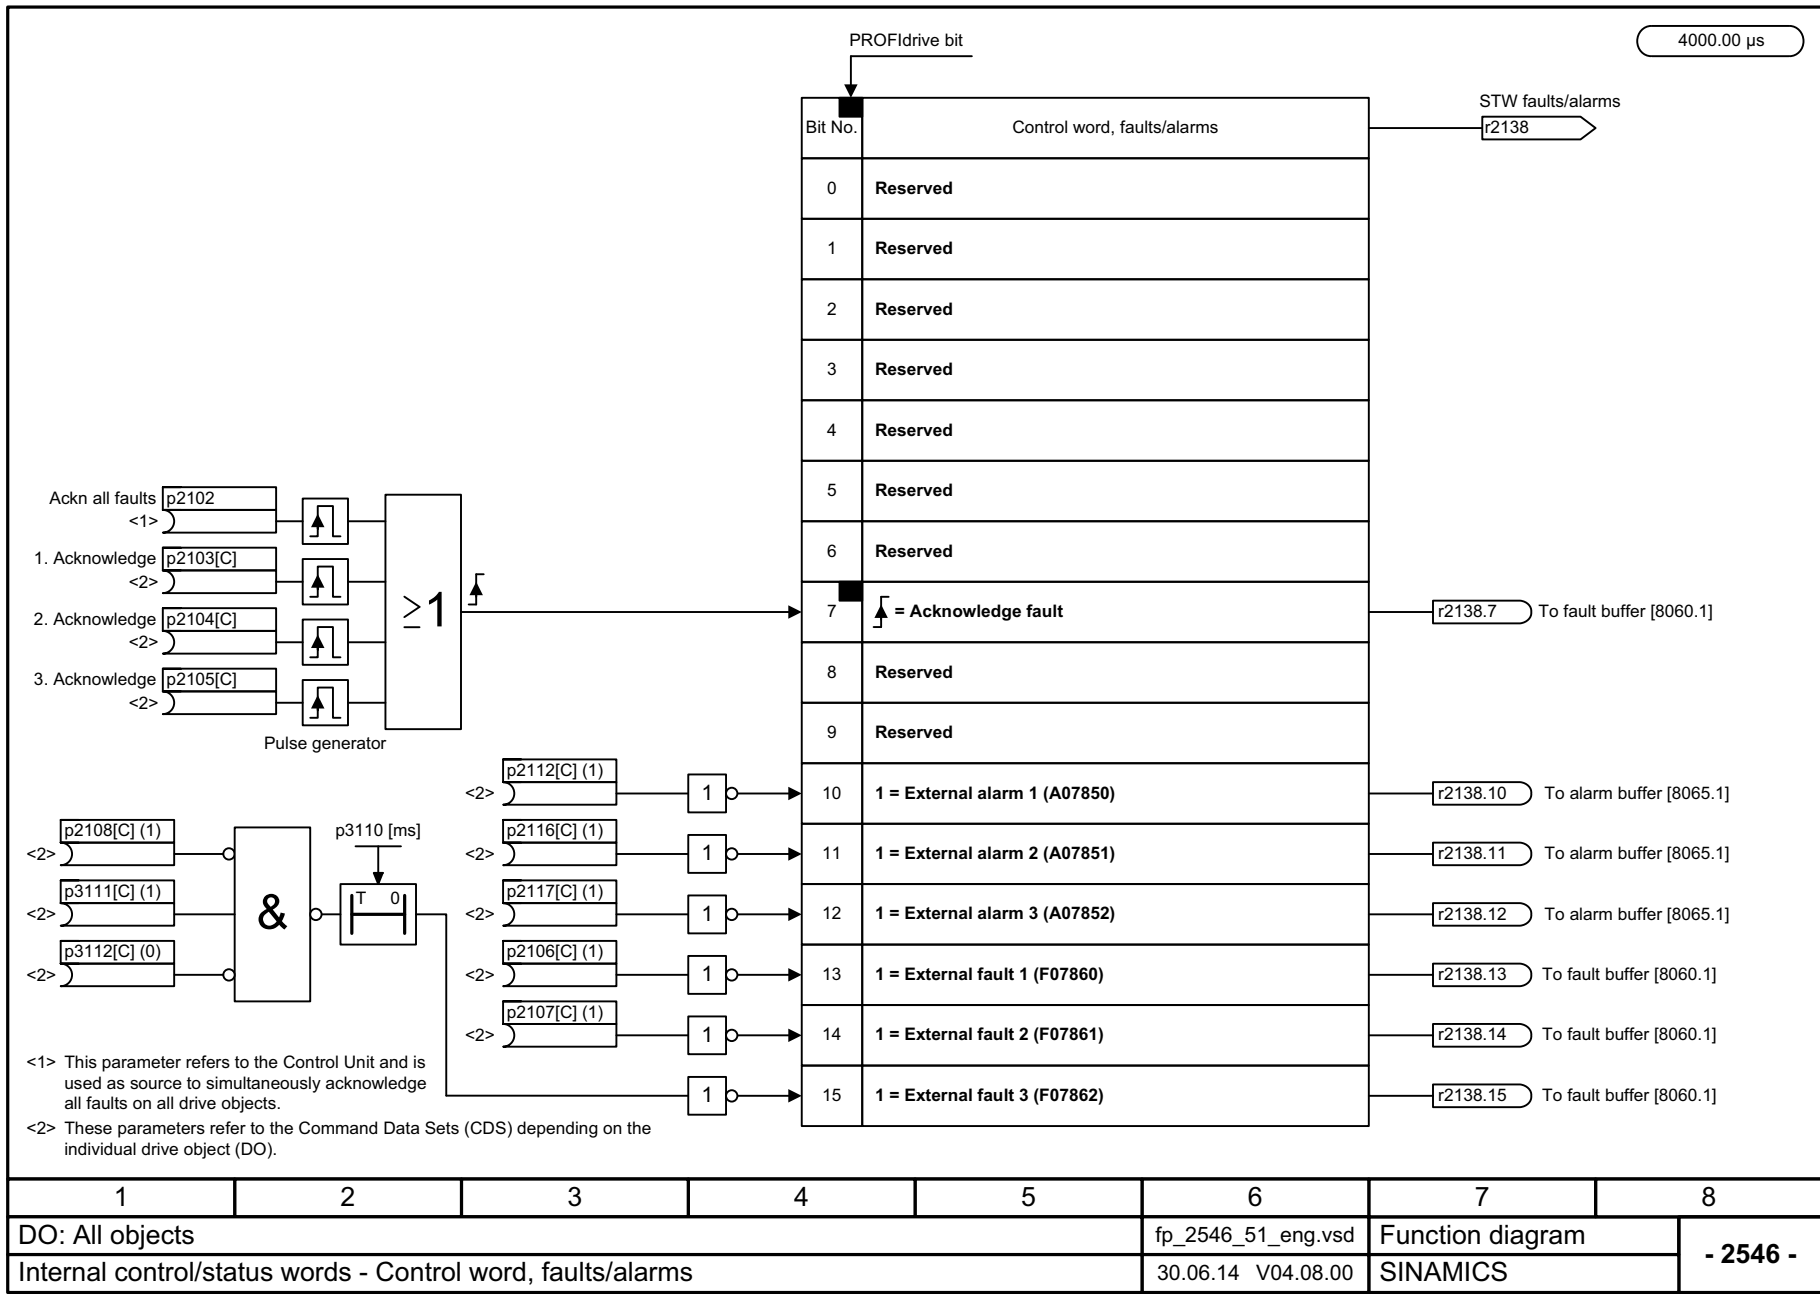 PROFIdrive bit
4000.00 µs
STW faults/alarms
Bit No. Control word, faults/alarms r2138
0 Reserved
1 Reserved
2 Reserved
3 Reserved
4 Reserved
5 Reserved
6 Reserved
Ackn all faults p2102
<1>
1. Acknowledge p2103[C]
<2>
2. Acknowledge p2104[C]
<2>
3. Acknowledge p2105[C]
<2>
≥1
Pulse generator
7 = Acknowledge fault r2138.7 To fault buffer [8060.1]
8 Reserved
9 Reserved
p2112[C] (1)
<2> 1 10 1 = External alarm 1 (A07850) r2138.10 To alarm buffer [8065.1]
p2116[C] (1)
<2> 1 11 1 = External alarm 2 (A07851) r2138.11 To alarm buffer [8065.1]
p2117[C] (1)
<2> 1 12 1 = External alarm 3 (A07852) r2138.12 To alarm buffer [8065.1]
p2106[C] (1)
<2> 1 13 1 = External fault 1 (F07860) r2138.13 To fault buffer [8060.1]
p2107[C] (1)
<2> 1 14 1 = External fault 2 (F07861) r2138.14 To fault buffer [8060.1]
1 15 1 = External fault 3 (F07862) r2138.15 To fault buffer [8060.1]
p2108[C] (1)
<2>
p3111[C] (1)
<2>
p3112[C] (0)
<2>
&
p3110 [ms]
T 0
<1> This parameter refers to the Control Unit and is
used as source to simultaneously acknowledge
all faults on all drive objects.
<2> These parameters refer to the Command Data Sets (CDS) depending on the
individual drive object (DO).
1 2 3 4 5 6 7 8
DO: All objects fp_2546_51_eng.vsd Function diagram
- 2546 -
Internal control/status words - Control word, faults/alarms 30.06.14 V04.08.00 SINAMICS